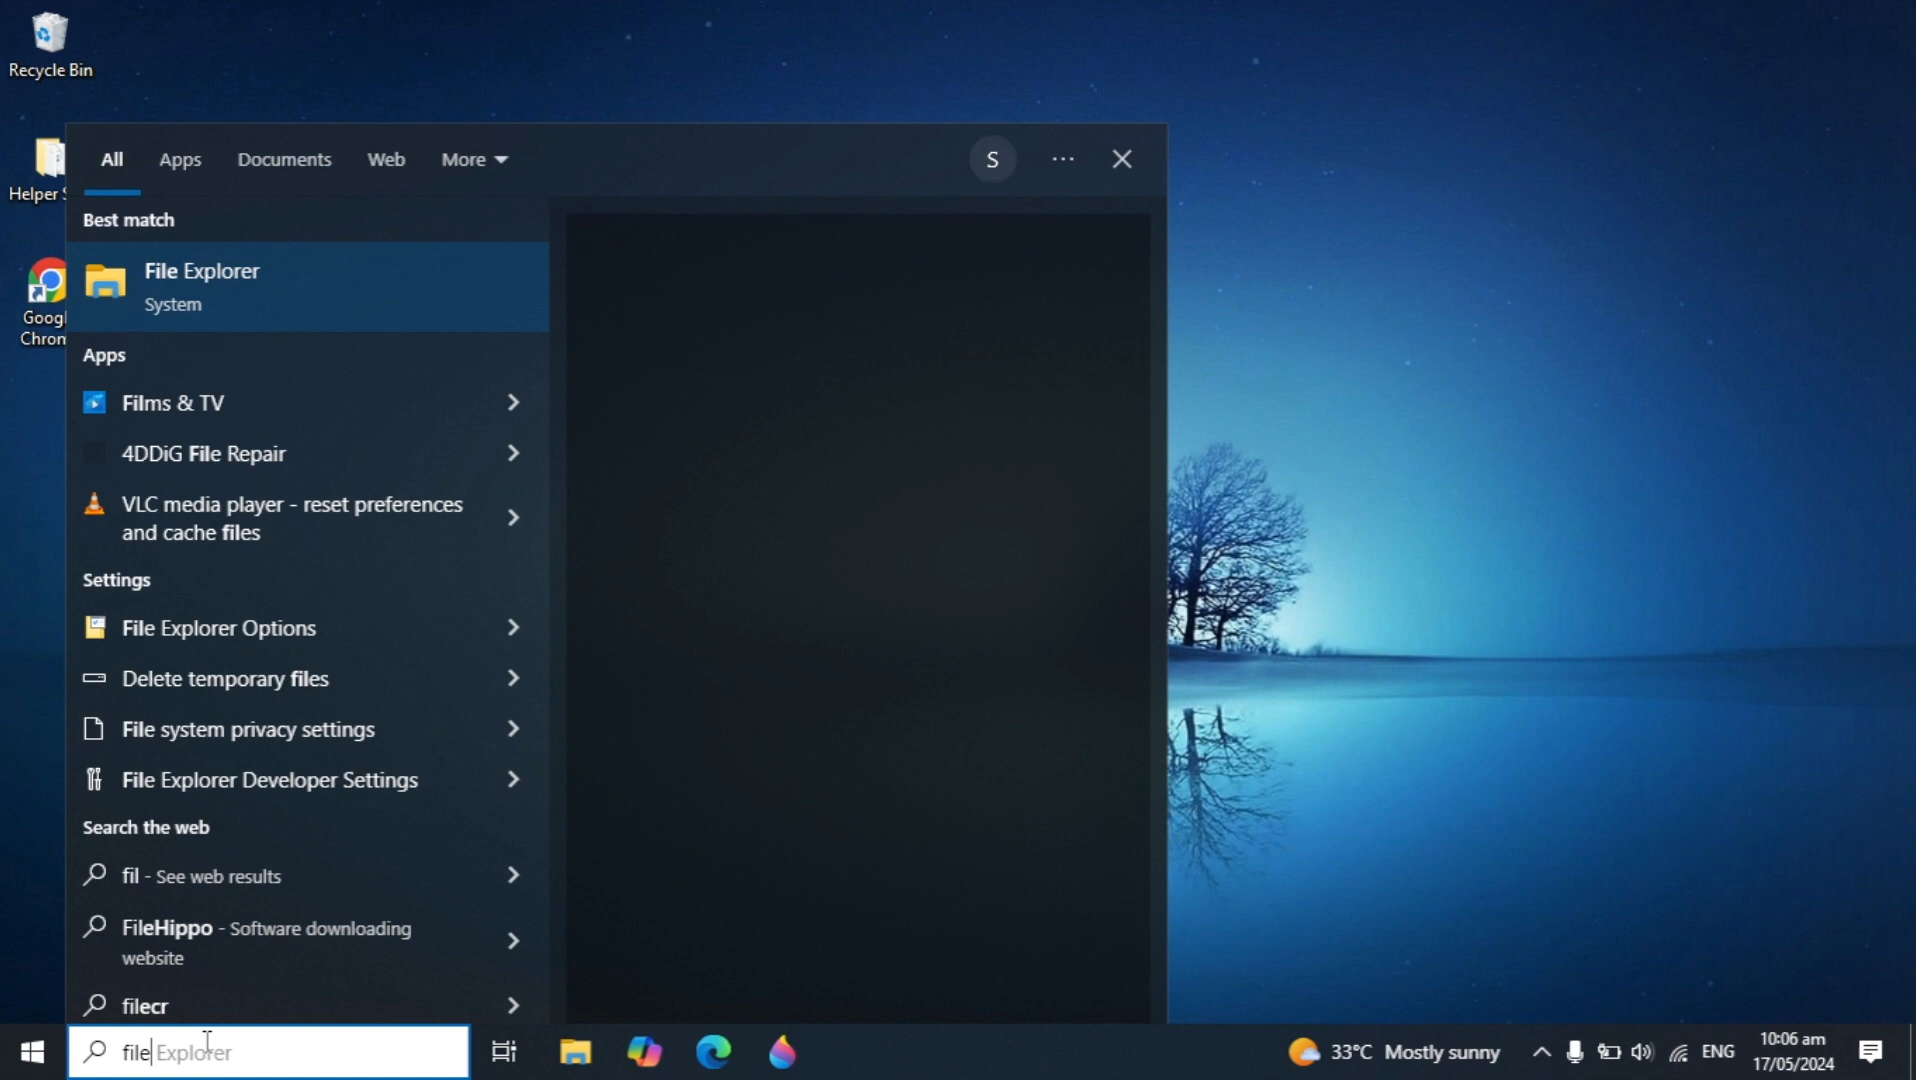 Recycle Bin
Helper S
Googl
Chrom
All Apps Documents Web More S
Best match
File Explorer
System
Apps
Films & TV
4DDiG File Repair
VLC media player - reset preferences
and cache files
Settings
File Explorer Options
Delete temporary files
File system privacy settings
File Explorer Developer Settings
Search the web
fil - See web results
FileHippo - Software downloading
website
filecr
file Explorer
33°C Mostly sunny
ENG
10:06 am
17/05/2024